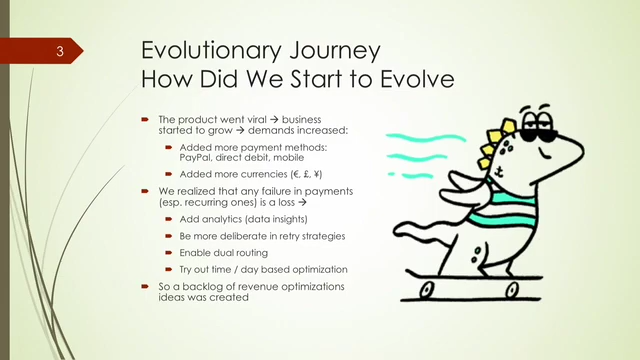 3
Evolutionary Journey
How Did We Start to Evolve
The product went viral → business
started to grow → demands increased:
Added more payment methods:
PayPal, direct debit, mobile
Added more currencies (€, £, ¥)
We realized that any failure in payments
(esp. recurring ones) is a loss →
Add analytics (data insights)
Be more deliberate in retry strategies
Enable dual routing
Try out time / day based optimization
So a backlog of revenue optimizations
ideas was created